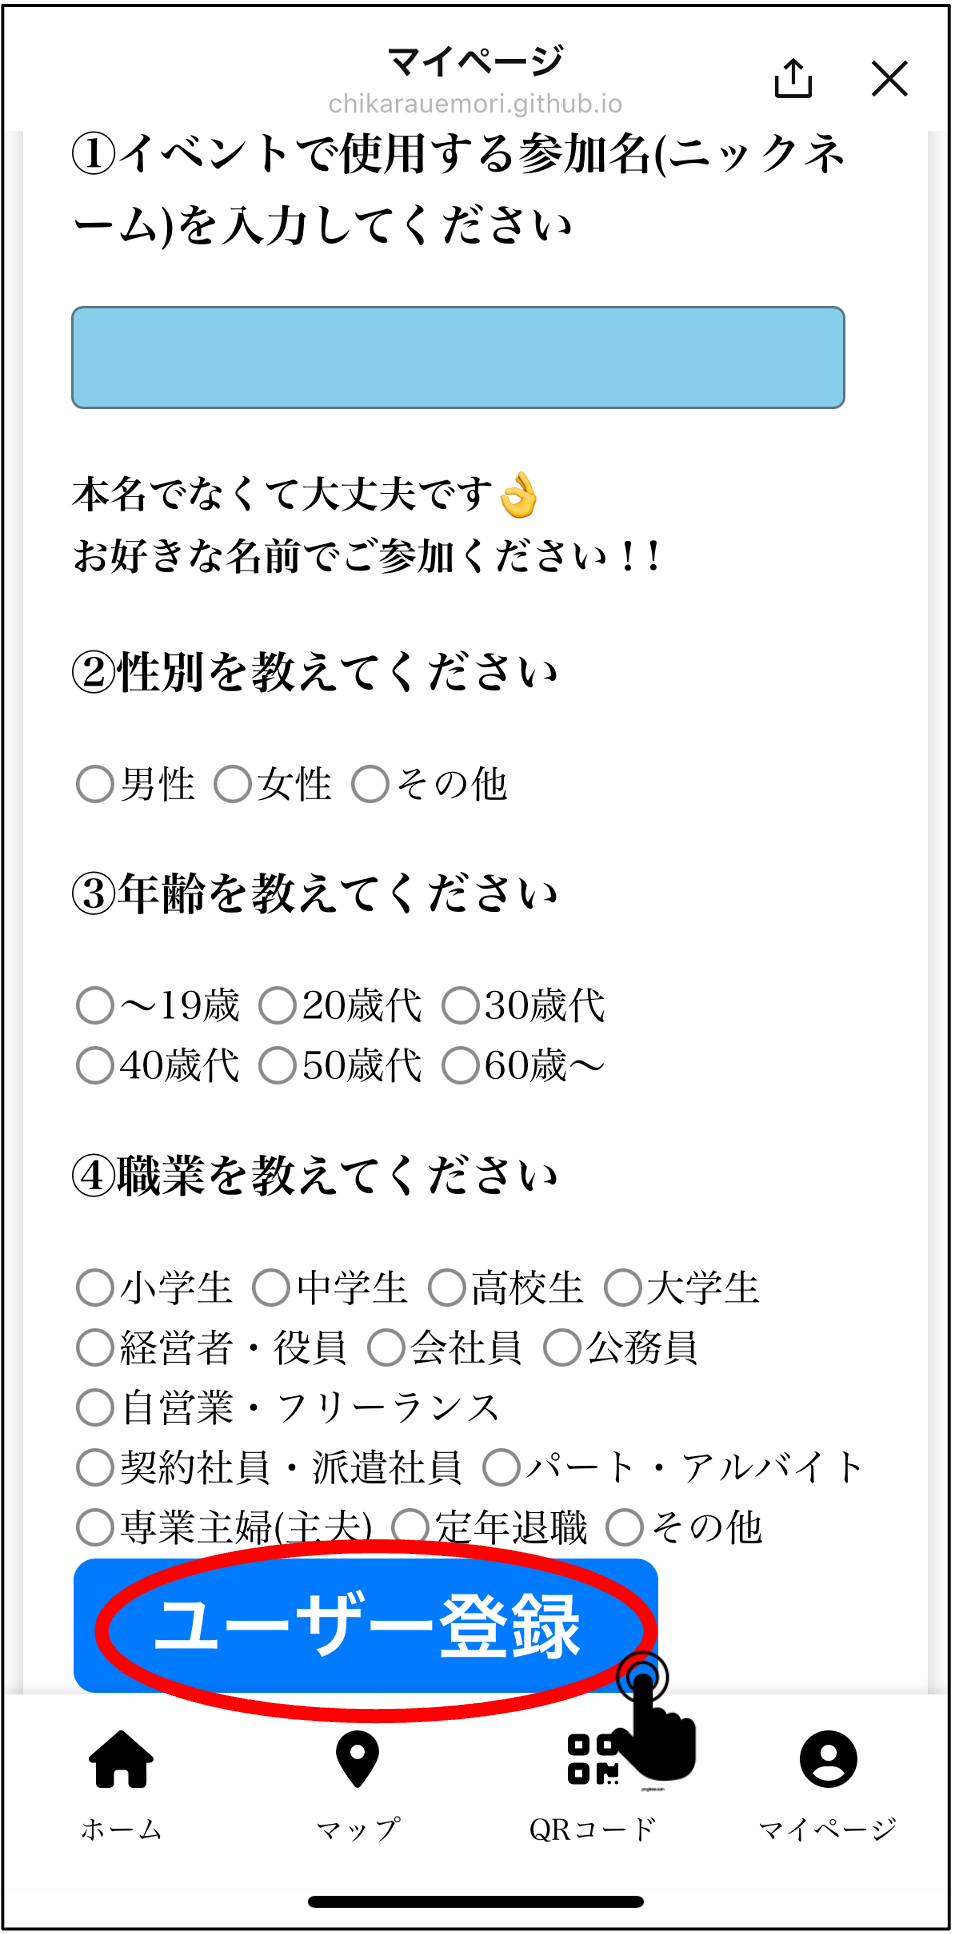 マイページ
chikarauemori.github.io
①イベントで使用する参加名(ニックネ
ーム)を入力してください
本名でなくて大丈夫です👌
お好きな名前でご参加ください！！
②性別を教えてください
男性 女性 その他
③年齢を教えてください
〜19歳 20歳代 30歳代
40歳代 50歳代 60歳〜
④職業を教えてください
小学生 中学生 高校生 大学生
経営者・役員 会社員 公務員
自営業・フリーランス
契約社員・派遣社員 パート・アルバイト
専業主婦(主夫) 定年退職 その他
ユーザー登録
ホーム マップ QRコード マイページ